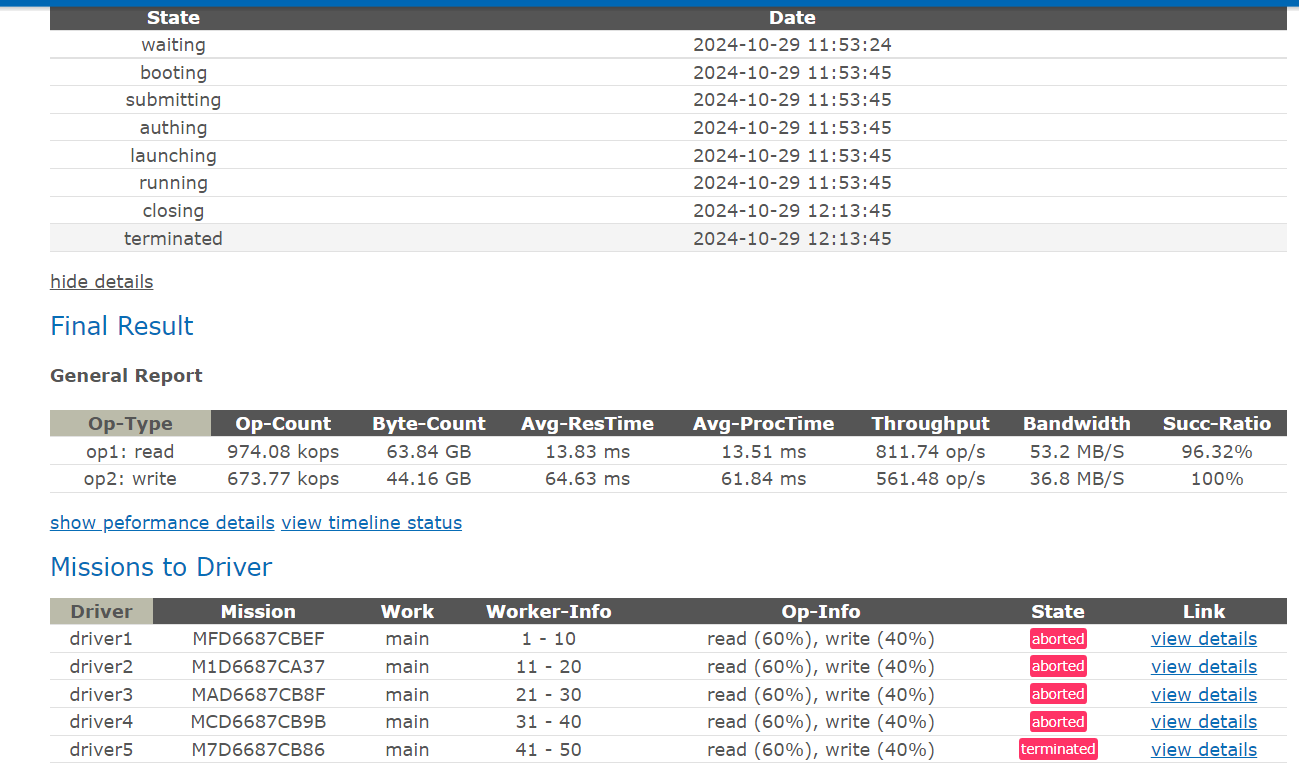 State Date
waiting 2024-10-29 11:53:24
booting 2024-10-29 11:53:45
submitting 2024-10-29 11:53:45
authing 2024-10-29 11:53:45
launching 2024-10-29 11:53:45
running 2024-10-29 11:53:45
closing 2024-10-29 12:13:45
terminated 2024-10-29 12:13:45
hide details
Final Result
General Report
Op-Type Op-Count Byte-Count Avg-ResTime Avg-ProcTime Throughput Bandwidth Succ-Ratio
op1: read 974.08 kops 63.84 GB 13.83 ms 13.51 ms 811.74 op/s 53.2 MB/S 96.32%
op2: write 673.77 kops 44.16 GB 64.63 ms 61.84 ms 561.48 op/s 36.8 MB/S 100%
show peformance details view timeline status
Missions to Driver
Driver Mission Work Worker-Info Op-Info State Link
driver1 MFD6687CBEF main 1 - 10 read (60%), write (40%) aborted view details
driver2 M1D6687CA37 main 11 - 20 read (60%), write (40%) aborted view details
driver3 MAD6687CB8F main 21 - 30 read (60%), write (40%) aborted view details
driver4 MCD6687CB9B main 31 - 40 read (60%), write (40%) aborted view details
driver5 M7D6687CB86 main 41 - 50 read (60%), write (40%) terminated view details